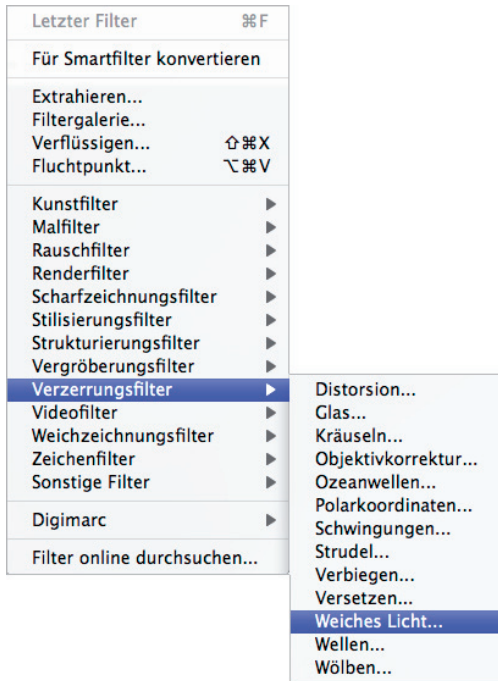 Letzter Filter ⌘F
Für Smartfilter konvertieren
Extrahieren...
Filtergalerie...
Verflüssigen... ⇧⌘X
Fluchtpunkt... ⌥⌘V
Kunstfilter
Malfilter
Rauschfilter
Renderfilter
Scharfzeichnungsfilter
Stilisierungsfilter
Strukturierungsfilter
Vergröberungsfilter
Verzerrungsfilter
Videofilter
Weichzeichnungsfilter
Zeichenfilter
Sonstige Filter
Digimarc
Filter online durchsuchen...
Distorsion...
Glas...
Kräuseln...
Objektivkorrektur...
Ozeanwellen...
Polarkoordinaten...
Schwingungen...
Strudel...
Verbiegen...
Versetzen...
Weiches Licht...
Wellen...
Wölben...